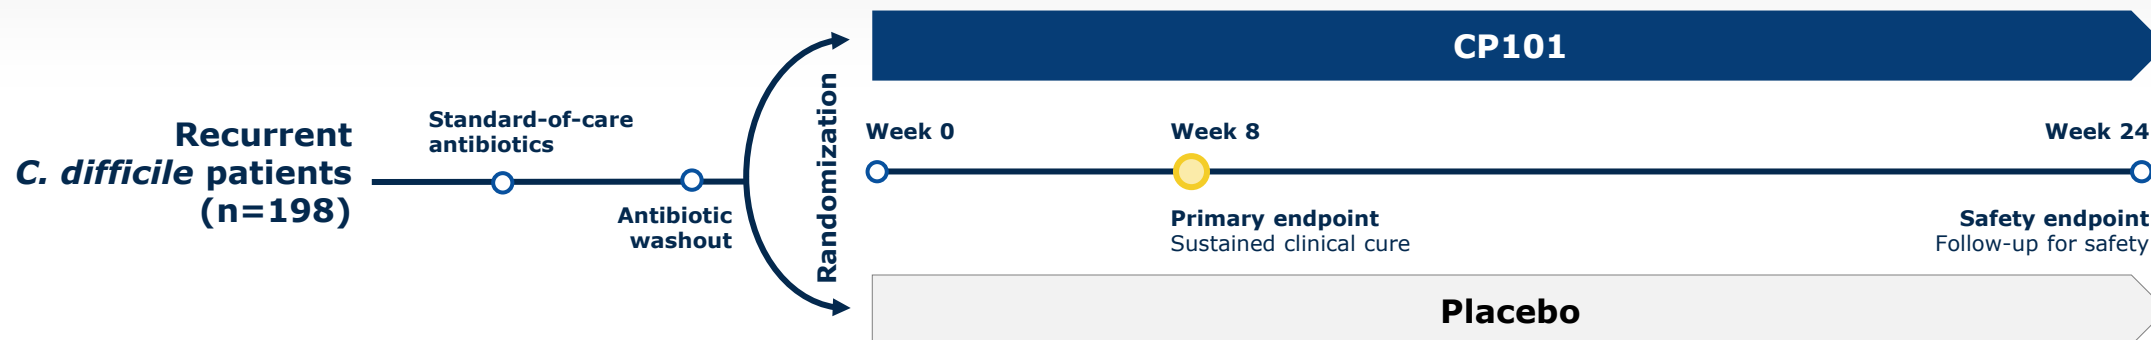 Recurrent
C. difficile patients
(n=198)
Standard-of-care
antibiotics
Antibiotic
washout
Randomization
CP101
Week 0
Week 8
Week 24
Primary endpoint
Sustained clinical cure
Safety endpoint
Follow-up for safety
Placebo